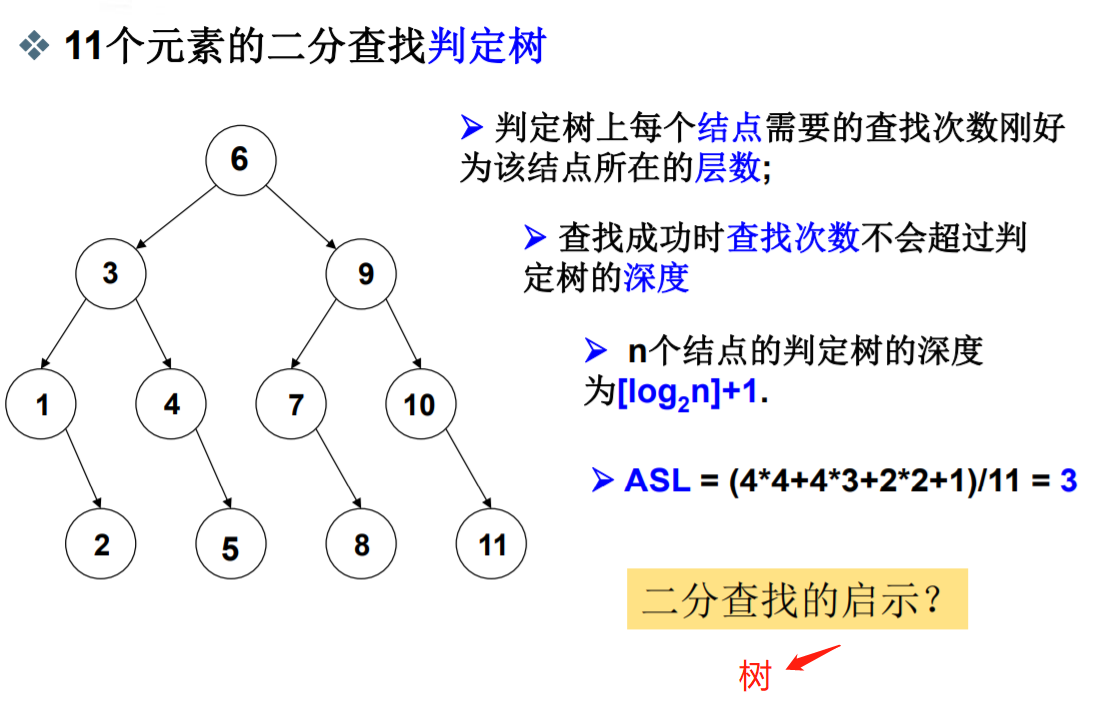 ❖ 11个元素的二分查找判定树
➢ 判定树上每个结点需要的查找次数刚好
为该结点所在的层数;
➢ 查找成功时查找次数不会超过判
定树的深度
➢ n个结点的判定树的深度
为[log₂n]+1.
➢ ASL = (4*4+4*3+2*2+1)/11 = 3
二分查找的启示？
树
6
3 9
1 4 7 10
2 5 8 11